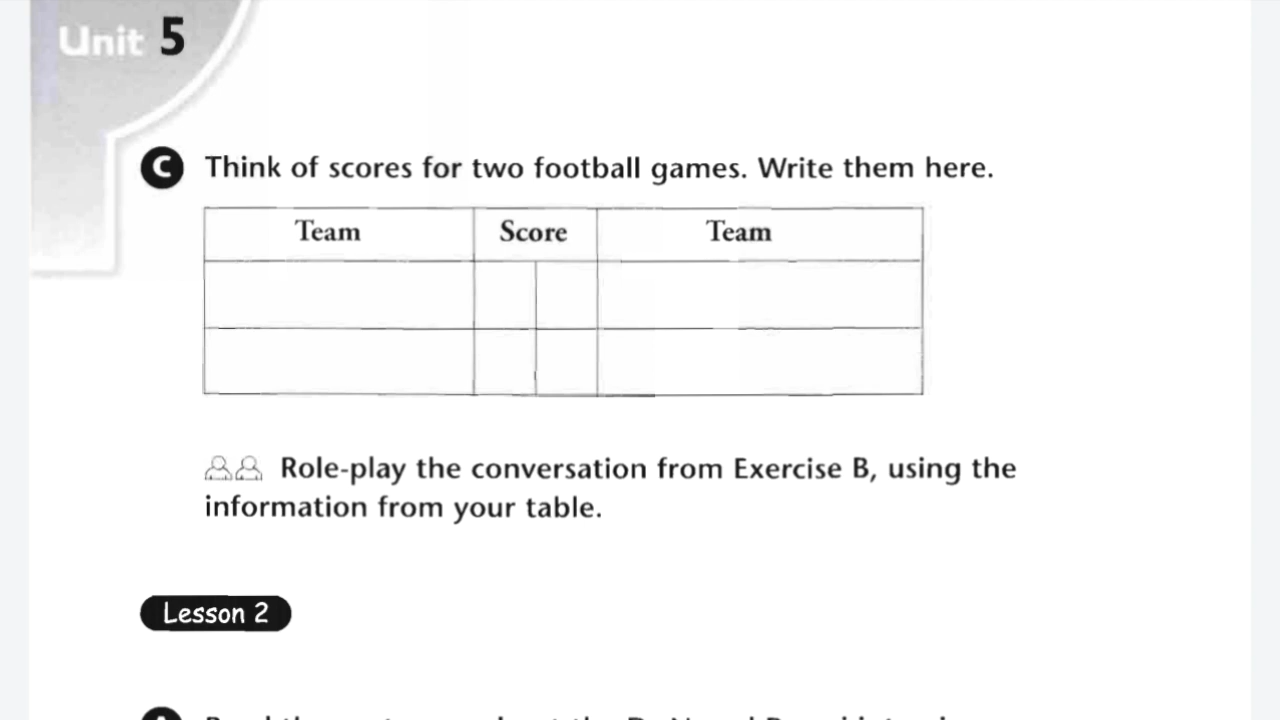 Unit 5
C Think of scores for two football games. Write them here.
Team Score Team
Role-play the conversation from Exercise B, using the
information from your table.
Lesson 2